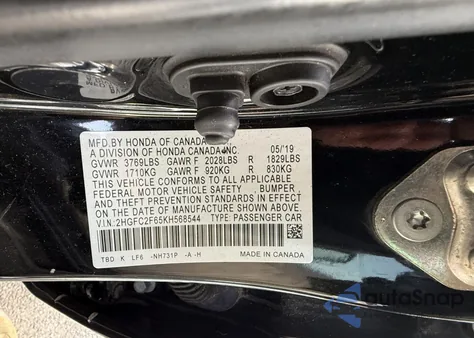 MFD.BY HONDA OF CANADA
A DIVISION OF HONDA CANADA INC. 05/19
GVWR 3769LBS GAWR F 2028LBS R 1829LBS
GVWR 1710KG GAWR F 920KG R 830KG
THIS VEHICLE CONFORMS TO ALL APPLICABLE
FEDERAL MOTOR VEHICLE SAFETY , BUMPER ,
AND THEFT PREVENTION STANDARDS IN EFFECT
ON THE DATE OF MANUFACTURE SHOWN ABOVE.
V.I.N: 2HGFC2F65KH568544 TYPE: PASSENGER CAR
TBD K LF6 -NH731P -A -H MADE IN CANADA
autoSnap